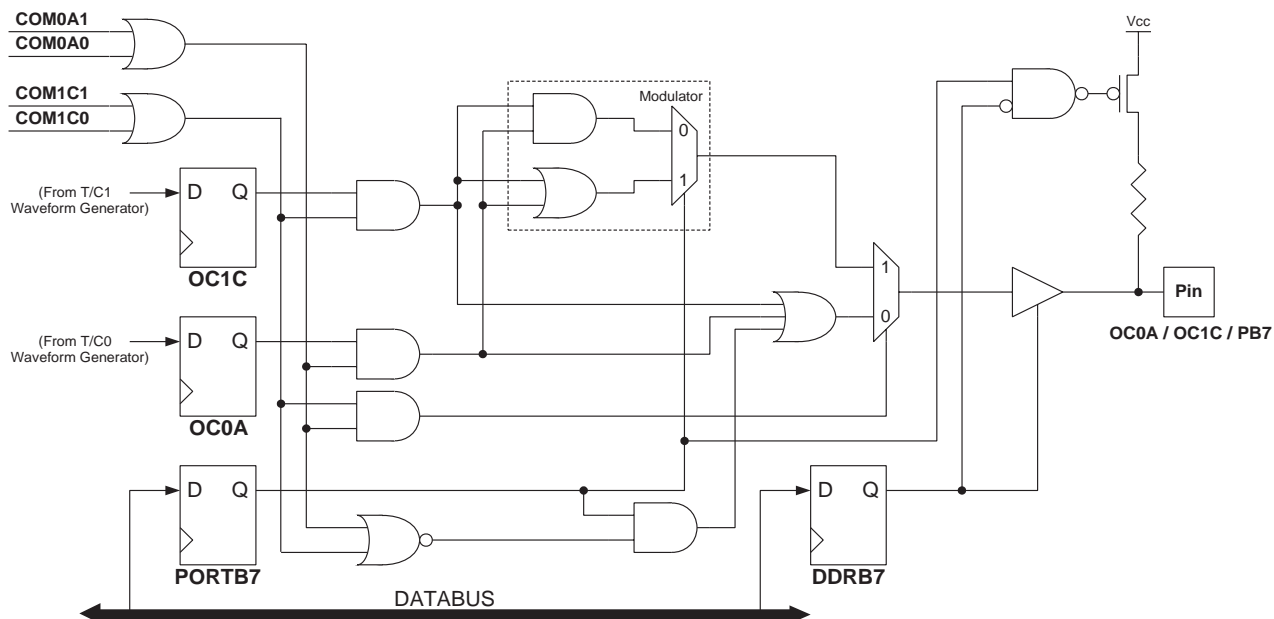 COM0A1
COM0A0
COM1C1
COM1C0
Modulator
0
1
Vcc
(From T/C1
Waveform Generator)
D Q
OC1C
1
0
Pin
OC0A / OC1C / PB7
(From T/C0
Waveform Generator)
D Q
OC0A
D Q
PORTB7
D Q
DDRB7
DATABUS